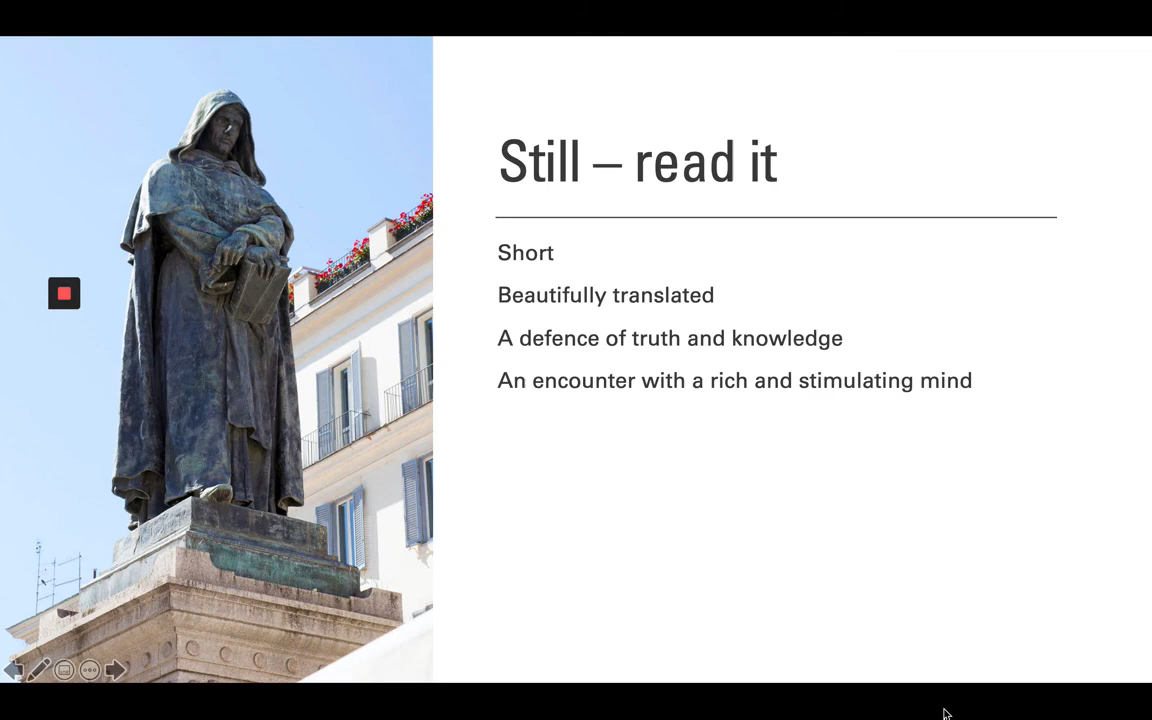 Still – read it
Short
Beautifully translated
A defence of truth and knowledge
An encounter with a rich and stimulating mind